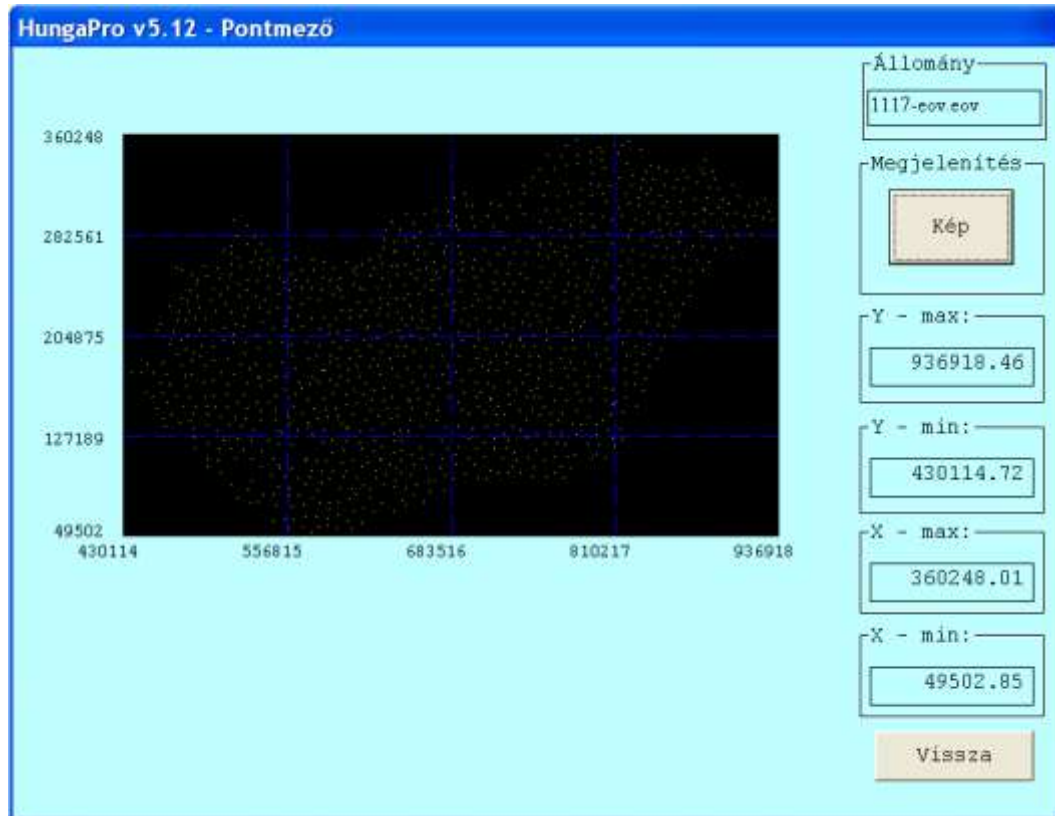 HungaPro v5.12 - Pontmező
Állomány
1117-eov.eov
Megjelenítés
Kép
Y - max:
936918.46
Y - min:
430114.72
X - max:
360248.01
X - min:
49502.85
Vissza
360248
282561
204875
127189
49502
430114 556815 683516 810217 936918